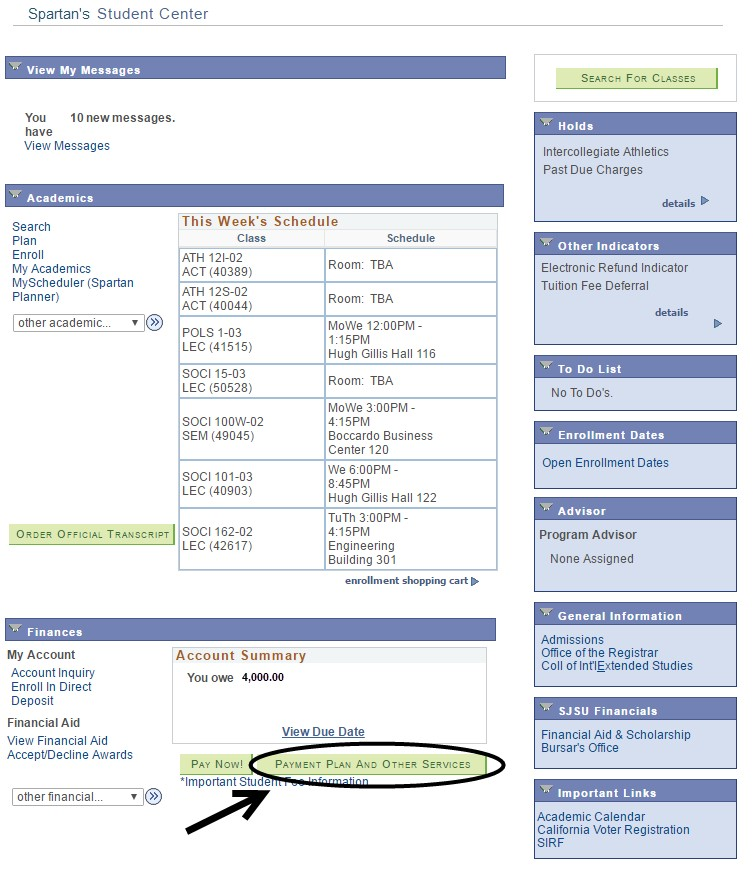 Spartan's Student Center
View My Messages
You have 10 new messages.
View Messages
Academics
Search
Plan
Enroll
My Academics
MyScheduler (Spartan
Planner)
other academic...
ORDER OFFICIAL TRANSCRIPT
This Week's Schedule
Class Schedule
ATH 12I-02
ACT (40389)
Room: TBA
ATH 12S-02
ACT (40044)
Room: TBA
POLS 1-03
LEC (41515)
MoWe 12:00PM -
1:15PM
Hugh Gillis Hall 116
SOCI 15-03
LEC (50528)
Room: TBA
SOCI 100W-02
SEM (49045)
MoWe 3:00PM -
4:15PM
Boccardo Business
Center 120
SOCI 101-03
LEC (40903)
We 6:00PM -
8:45PM
Hugh Gillis Hall 122
SOCI 162-02
LEC (42617)
TuTh 3:00PM -
4:15PM
Engineering
Building 301
enrollment shopping cart
Finances
My Account
Account Inquiry
Enroll In Direct
Deposit
Financial Aid
View Financial Aid
Accept/Decline Awards
other financial...
Account Summary
You owe 4,000.00
View Due Date
PAY NOW!
PAYMENT PLAN AND OTHER SERVICES
*Important Student Fee Information
SEARCH FOR CLASSES
Holds
Intercollegiate Athletics
Past Due Charges
details
Other Indicators
Electronic Refund Indicator
Tuition Fee Deferral
details
To Do List
No To Do's.
Enrollment Dates
Open Enrollment Dates
Advisor
Program Advisor
None Assigned
General Information
Admissions
Office of the Registrar
Coll of Int'lExtended Studies
SJSU Financials
Financial Aid & Scholarship
Bursar's Office
Important Links
Academic Calendar
California Voter Registration
SIRF